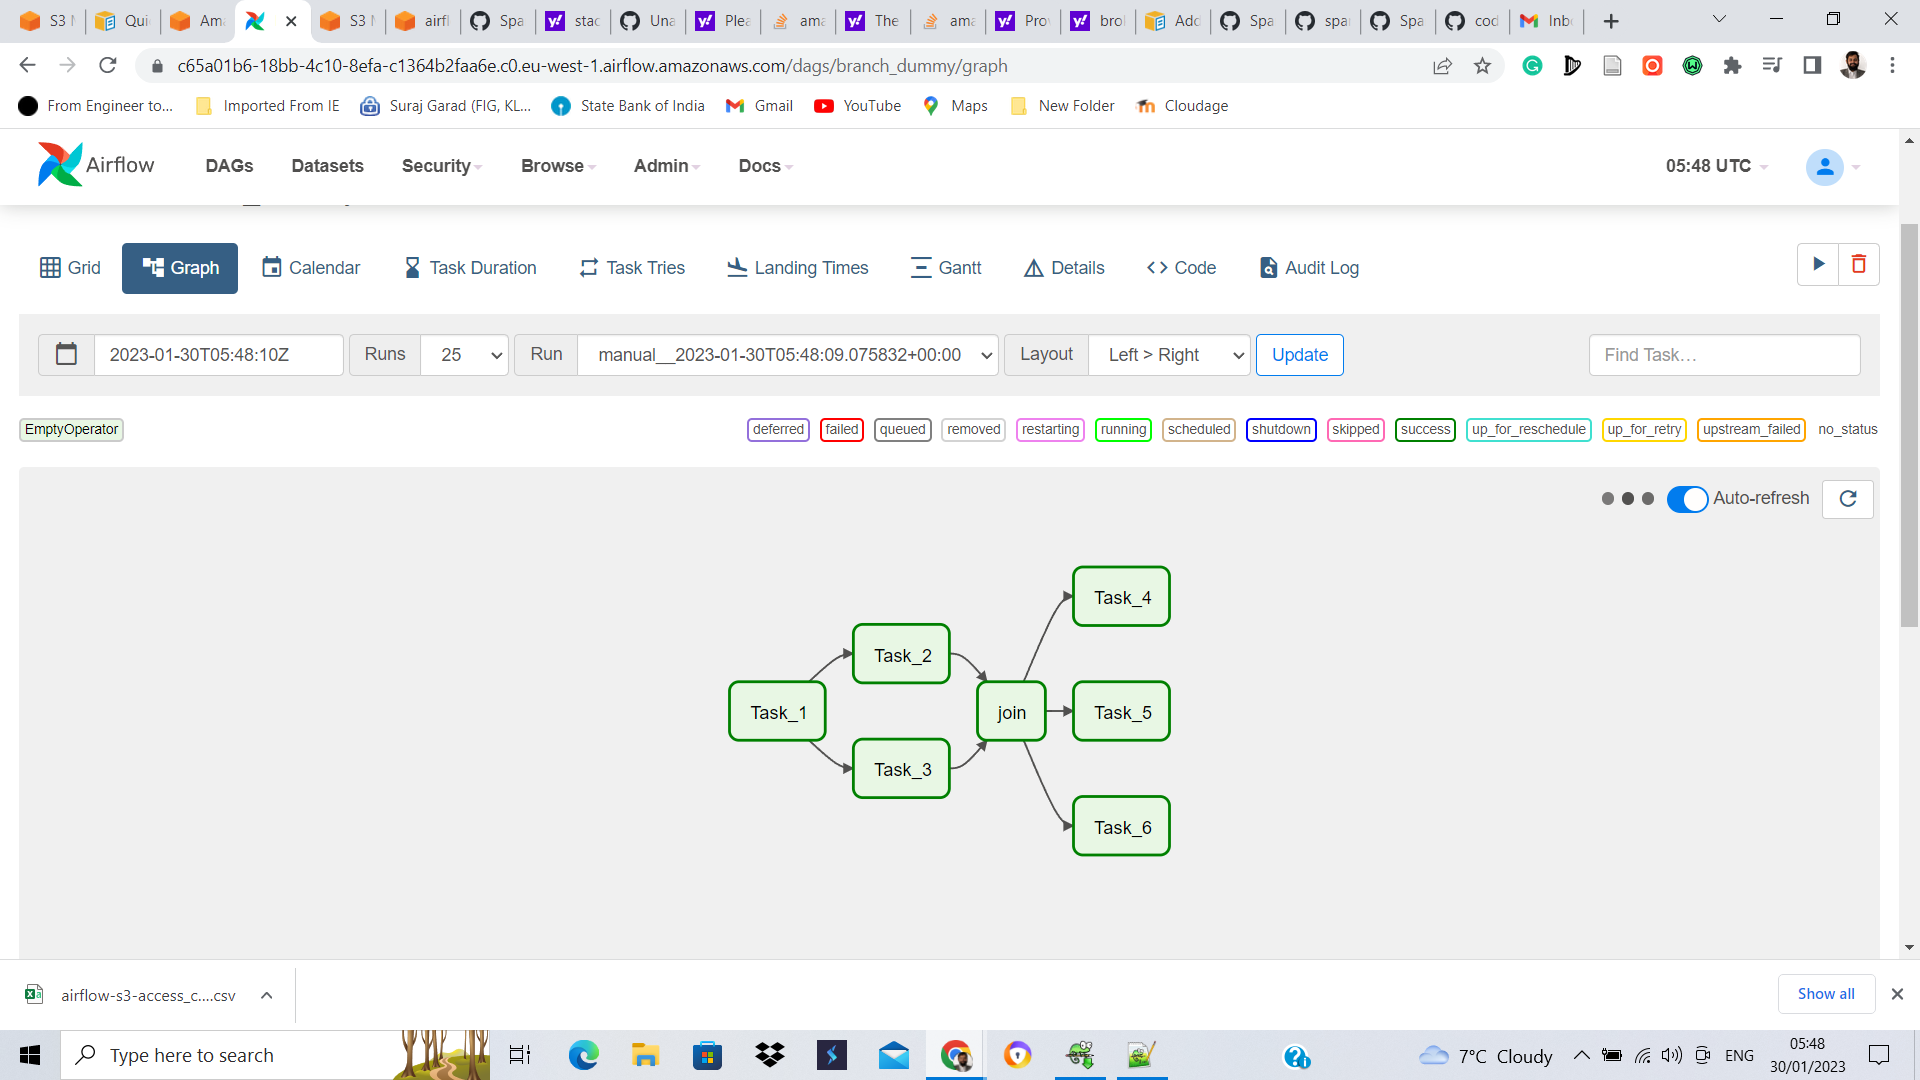 S3 M Quic Ama S3 M airfl Spa stac Una Plea ama The ama Prov brol Add Spa spa Spa cod Inbo
c65a01b6-18bb-4c10-8efa-c1364b2faa6e.c0.eu-west-1.airflow.amazonaws.com/dags/branch_dummy/graph
From Engineer to... Imported From IE Suraj Garad (FIG, KL... State Bank of India Gmail YouTube Maps New Folder Cloudage
Airflow DAGs Datasets Security Browse Admin Docs 05:48 UTC
Grid Graph Calendar Task Duration Task Tries Landing Times Gantt Details Code Audit Log
2023-01-30T05:48:10Z Runs 25 Run manual__2023-01-30T05:48:09.075832+00:00 Layout Left > Right Update Find Task...
EmptyOperator deferred failed queued removed restarting running scheduled shutdown skipped success up_for_reschedule up_for_retry upstream_failed no_status
Auto-refresh
Task_4
Task_2
Task_1 join Task_5
Task_3
Task_6
airflow-s3-access_c....csv Show all
Type here to search 7°C Cloudy ENG 05:48
30/01/2023